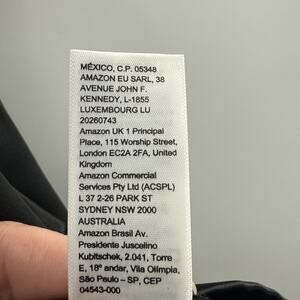 MÉXICO, C.P. 05348
AMAZON EU SARL, 38
AVENUE JOHN F.
KENNEDY, L-1855
LUXEMBOURG LU
20260743
Amazon UK 1 Principal
Place, 115 Worship Street,
London EC2A 2FA, United
Kingdom
Amazon Commercial
Services Pty Ltd (ACSPL)
L 37 2-26 PARK ST
SYDNEY NSW 2000
AUSTRALIA
Amazon Brasil Av.
Presidente Juscelino
Kubitschek, 2.041, Torre
E, 18º andar, Vila Olímpia,
São Paulo – SP, CEP
04543-000